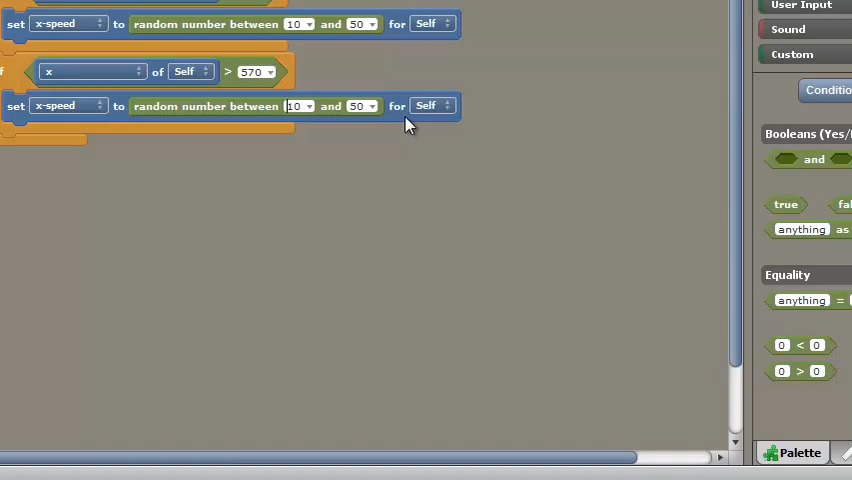 User Input
set x-speed to random number between 10 and 50 for Self
Sound
Custom
x of Self > 570
Conditio
set x-speed to random number between 10 and 50 for Self
Booleans (Yes/
and
true fal
anything as
Equality
anything =
0 < 0
0 > 0
Palette